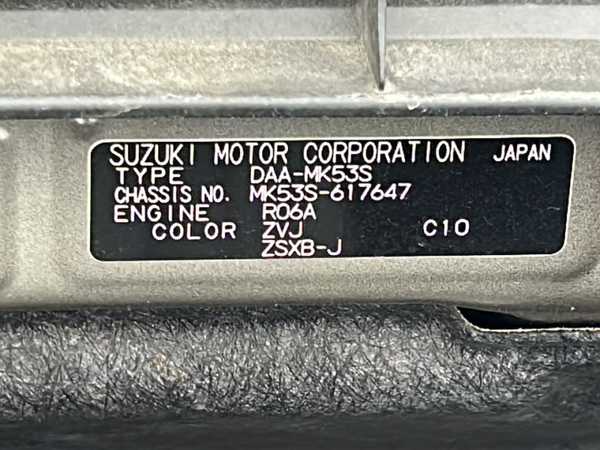 SUZUKI MOTOR CORPORATION JAPAN
TYPE DAA-MK53S
CHASSIS NO. MK53S-617647
ENGINE R06A
COLOR ZVJ C10
ZSXB-J